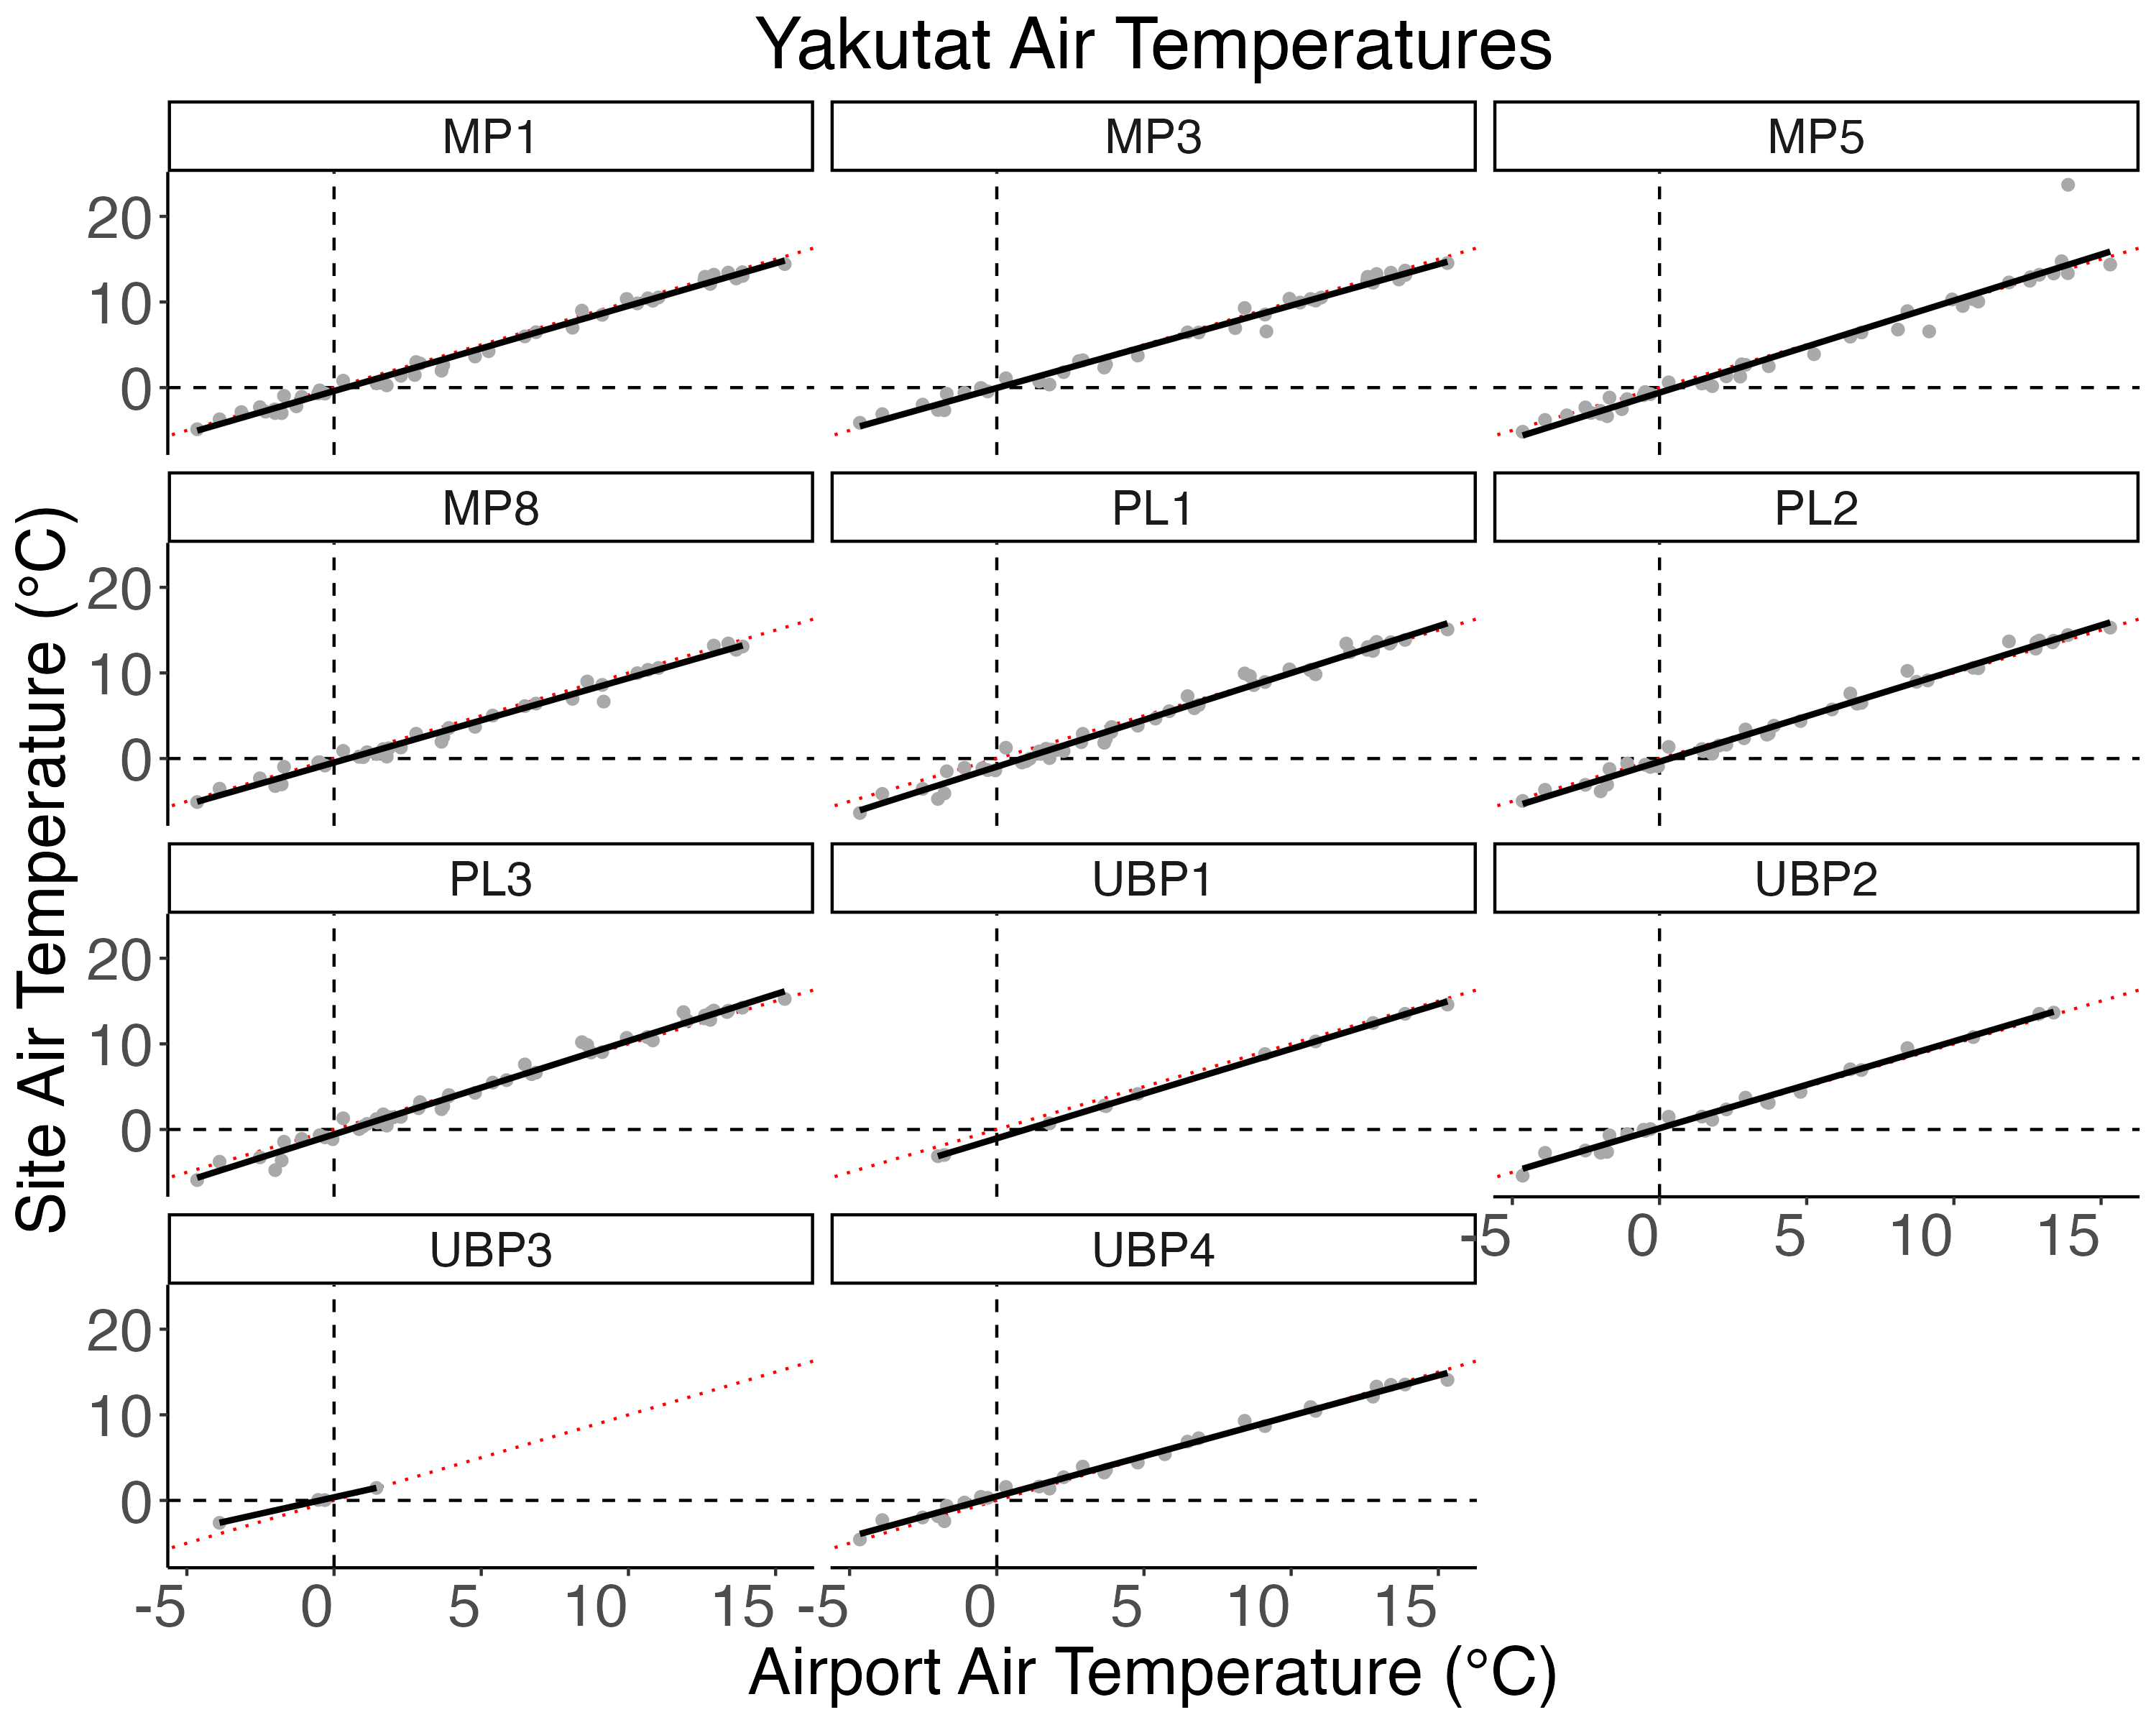 Yakutat Air Temperatures
MP1
MP3
MP5
20
10
0
MP8
PL1
PL2
20
10
0
PL3
UBP1
UBP2
20
10
0
-5 0 5 10 15
UBP3
UBP4
20
10
0
-5 0 5 10 15
-5 0 5 10 15
Airport Air Temperature (°C)
Site Air Temperature (°C)